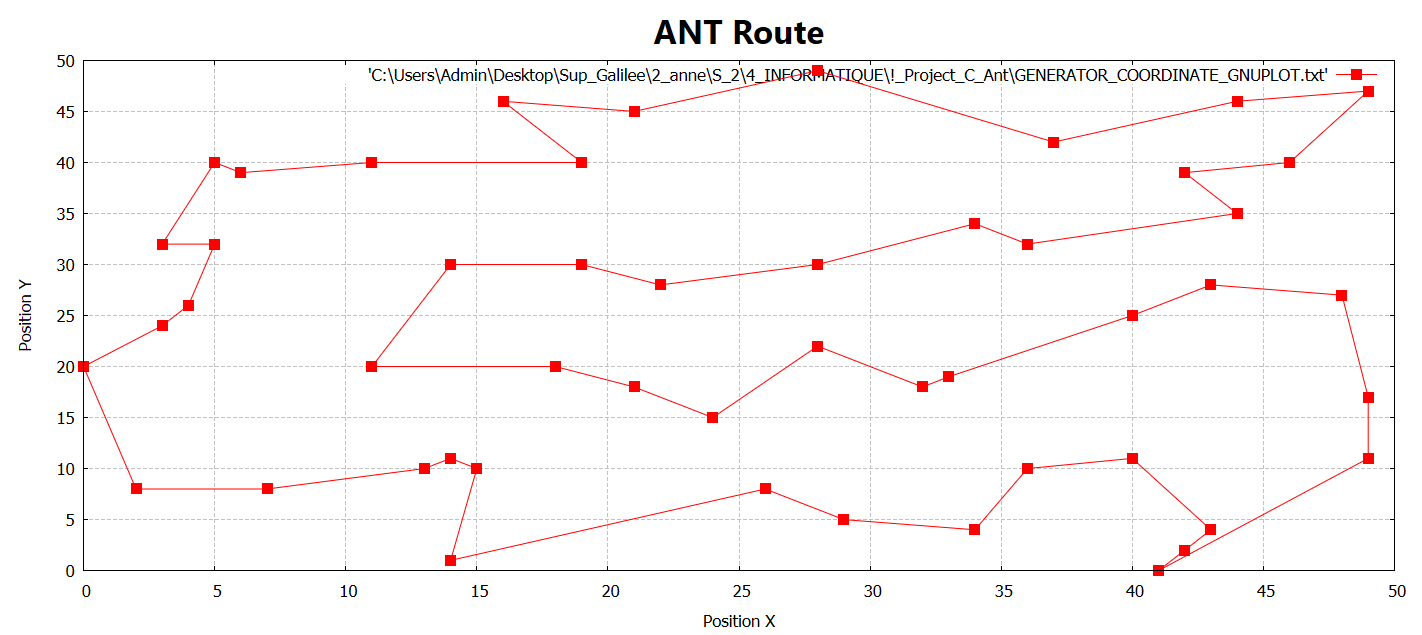 ANT Route
'C:\Users\Admin\Desktop\Sup_Galilee\2_anne\S_2\4_INFORMATIQUE\!_Project_C_Ant\GENERATOR_COORDINATE_GNUPLOT.txt'
50
45
40
35
30
25
20
15
10
5
0
Position Y
0 5 10 15 20 25 30 35 40 45 50
Position X